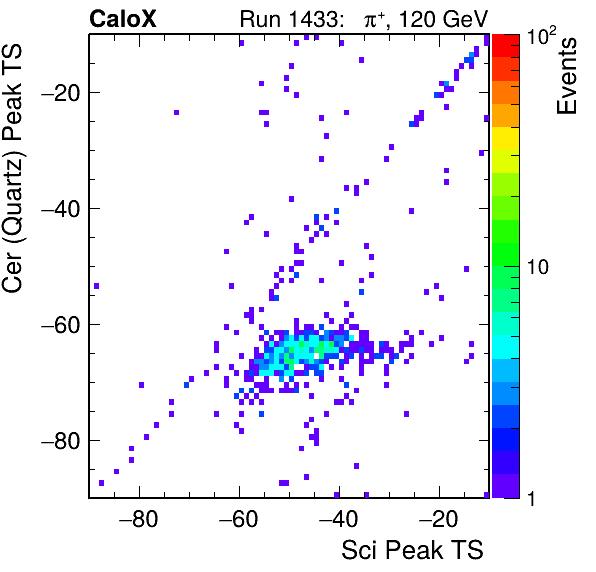 CaloX Run 1433: π⁺, 120 GeV
10²
10
1
Events
Cer (Quartz) Peak TS
−20
−40
−60
−80
−80 −60 −40 −20
Sci Peak TS